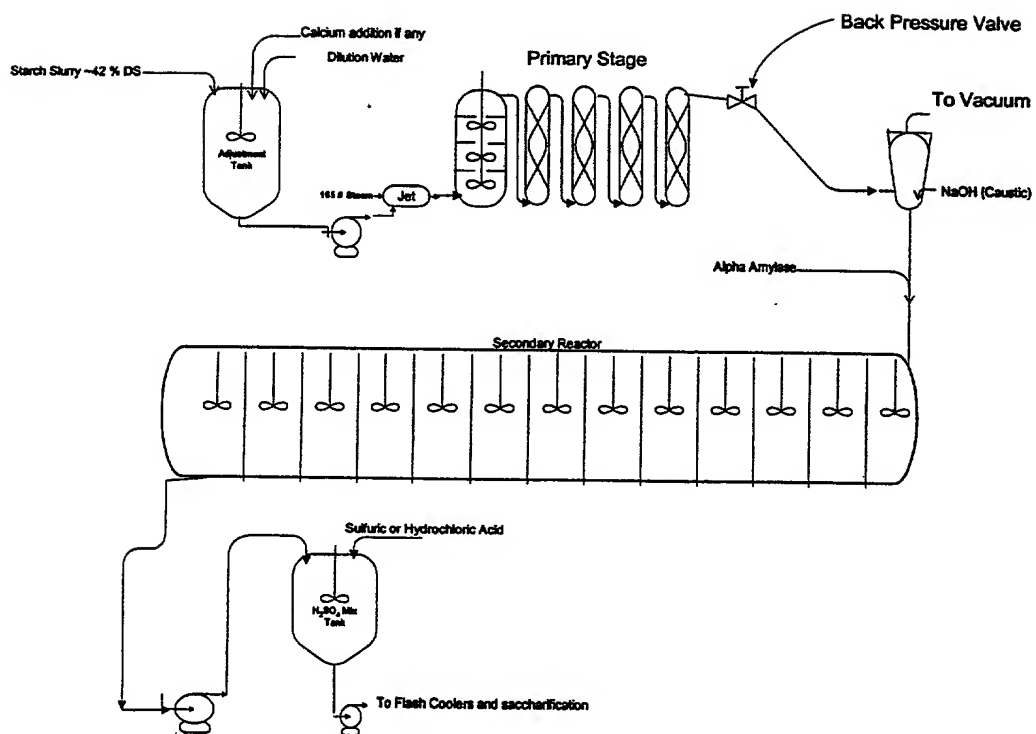 Calcium addition if any
Dilution Water
Starch Slurry ~42 % DS
Adjustment
Tank
165 # Steam
Jet
Primary Stage
Back Pressure Valve
To Vacuum
NaOH (Caustic)
Alpha Amylase
Secondary Reactor
Sulfuric or Hydrochloric Acid
H₂SO₄ Mix
Tank
To Flash Coolers and saccharification